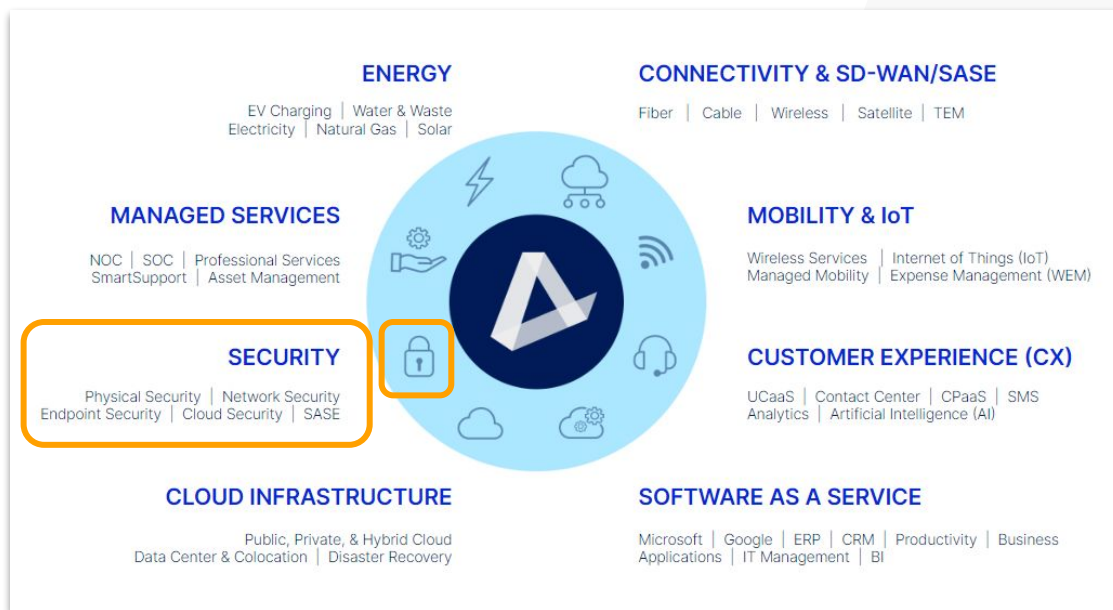 ENERGY
EV Charging | Water & Waste
Electricity | Natural Gas | Solar
CONNECTIVITY & SD-WAN/SASE
Fiber | Cable | Wireless | Satellite | TEM
MANAGED SERVICES
NOC | SOC | Professional Services
SmartSupport | Asset Management
MOBILITY & IoT
Wireless Services | Internet of Things (IoT)
Managed Mobility | Expense Management (WEM)
SECURITY
Physical Security | Network Security
Endpoint Security | Cloud Security | SASE
CUSTOMER EXPERIENCE (CX)
UCaaS | Contact Center | CPaaS | SMS
Analytics | Artificial Intelligence (AI)
CLOUD INFRASTRUCTURE
Public, Private, & Hybrid Cloud
Data Center & Colocation | Disaster Recovery
SOFTWARE AS A SERVICE
Microsoft | Google | ERP | CRM | Productivity | Business
Applications | IT Management | BI